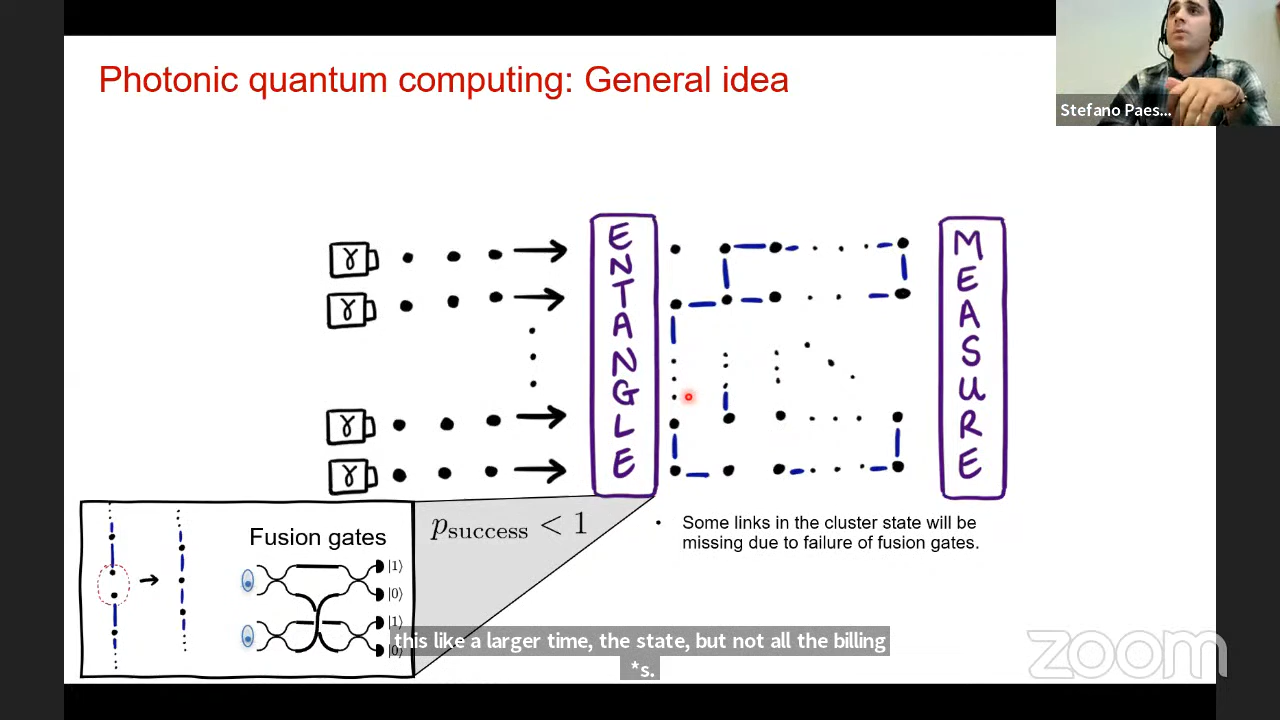 Photonic quantum computing: General idea
Stefano Paes...
γ
γ
γ
γ
ENTANGLE
MEASURE
p_success < 1
• Some links in the cluster state will be
missing due to failure of fusion gates.
Fusion gates
|1⟩
|0⟩
|1⟩
|0⟩
this like a larger time, the state, but not all the billing
*s.
zoom